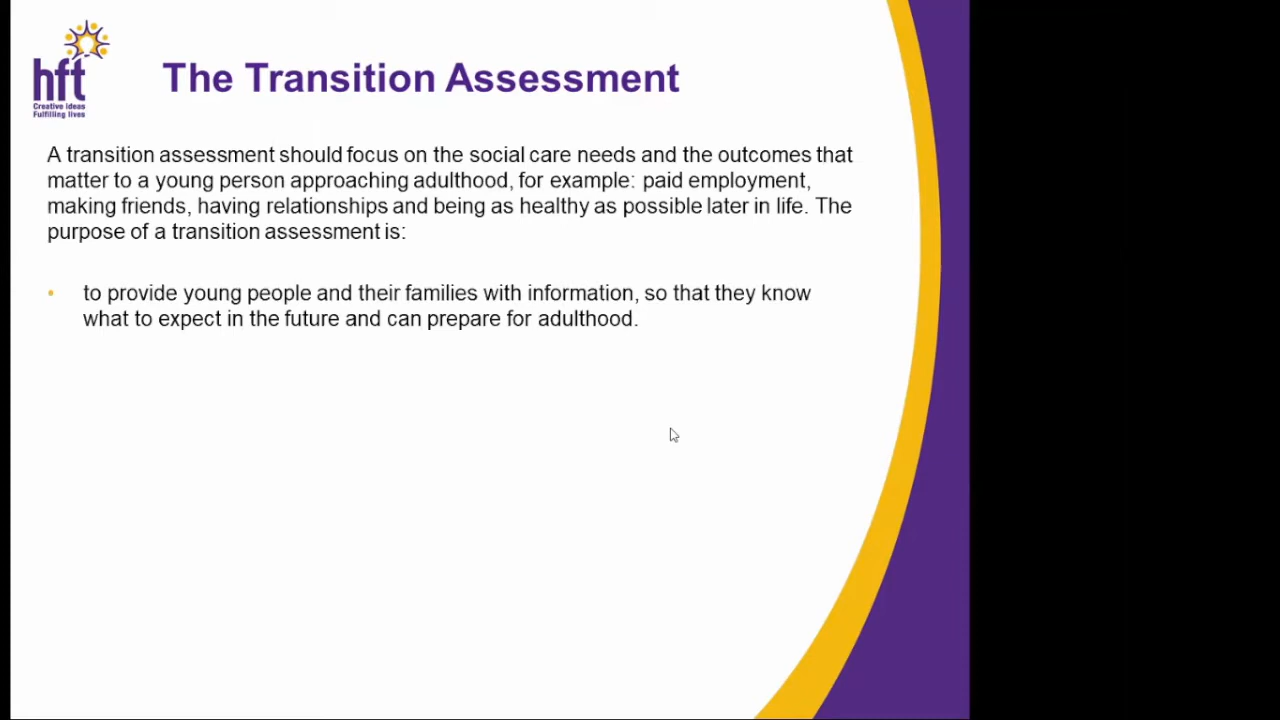 hft
Creative ideas
Fulfilling lives
The Transition Assessment
A transition assessment should focus on the social care needs and the outcomes that
matter to a young person approaching adulthood, for example: paid employment,
making friends, having relationships and being as healthy as possible later in life. The
purpose of a transition assessment is:
• to provide young people and their families with information, so that they know
what to expect in the future and can prepare for adulthood.